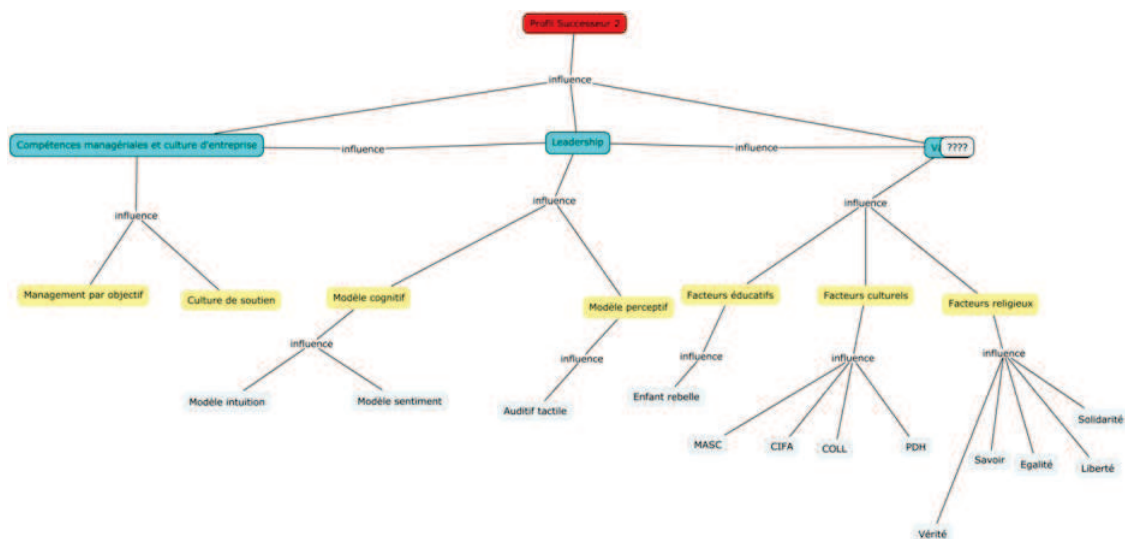 Profil Successeur 2
influence
Compétences managériales et culture d'entreprise
influence
Leadership
influence
????
influence
influence
influence
Management par objectif
Culture de soutien
Modèle cognitif
Modèle perceptif
Facteurs éducatifs
Facteurs culturels
Facteurs religieux
influence
influence
influence
influence
influence
Modèle intuition
Modèle sentiment
Auditif tactile
Enfant rebelle
MASC
CIFA
COLL
PDH
Savoir
Egalité
Liberté
Solidarité
Vérité